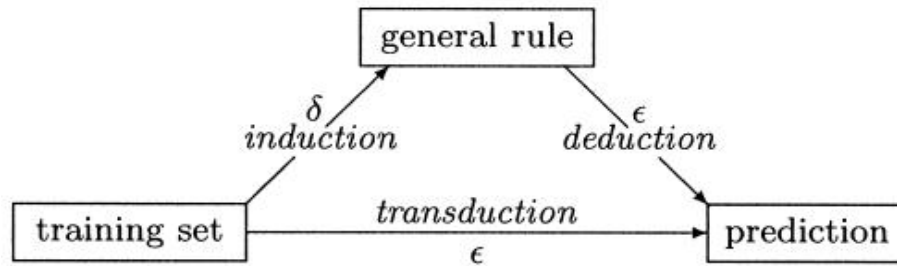 general rule
δ
induction
ϵ
deduction
training set
transduction
ϵ
prediction